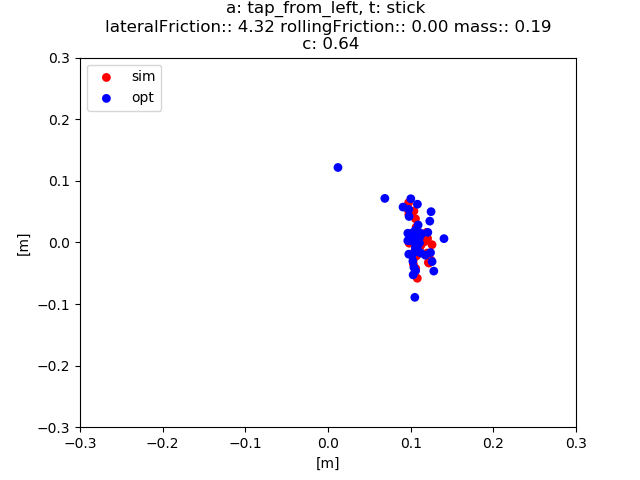 a: tap_from_left, t: stick
lateralFriction:: 4.32 rollingFriction:: 0.00 mass:: 0.19
c: 0.64
sim
opt
0.3
0.2
0.1
0.0
−0.1
−0.2
−0.3
[m]
−0.3
−0.2
−0.1
0.0
0.1
0.2
0.3
[m]